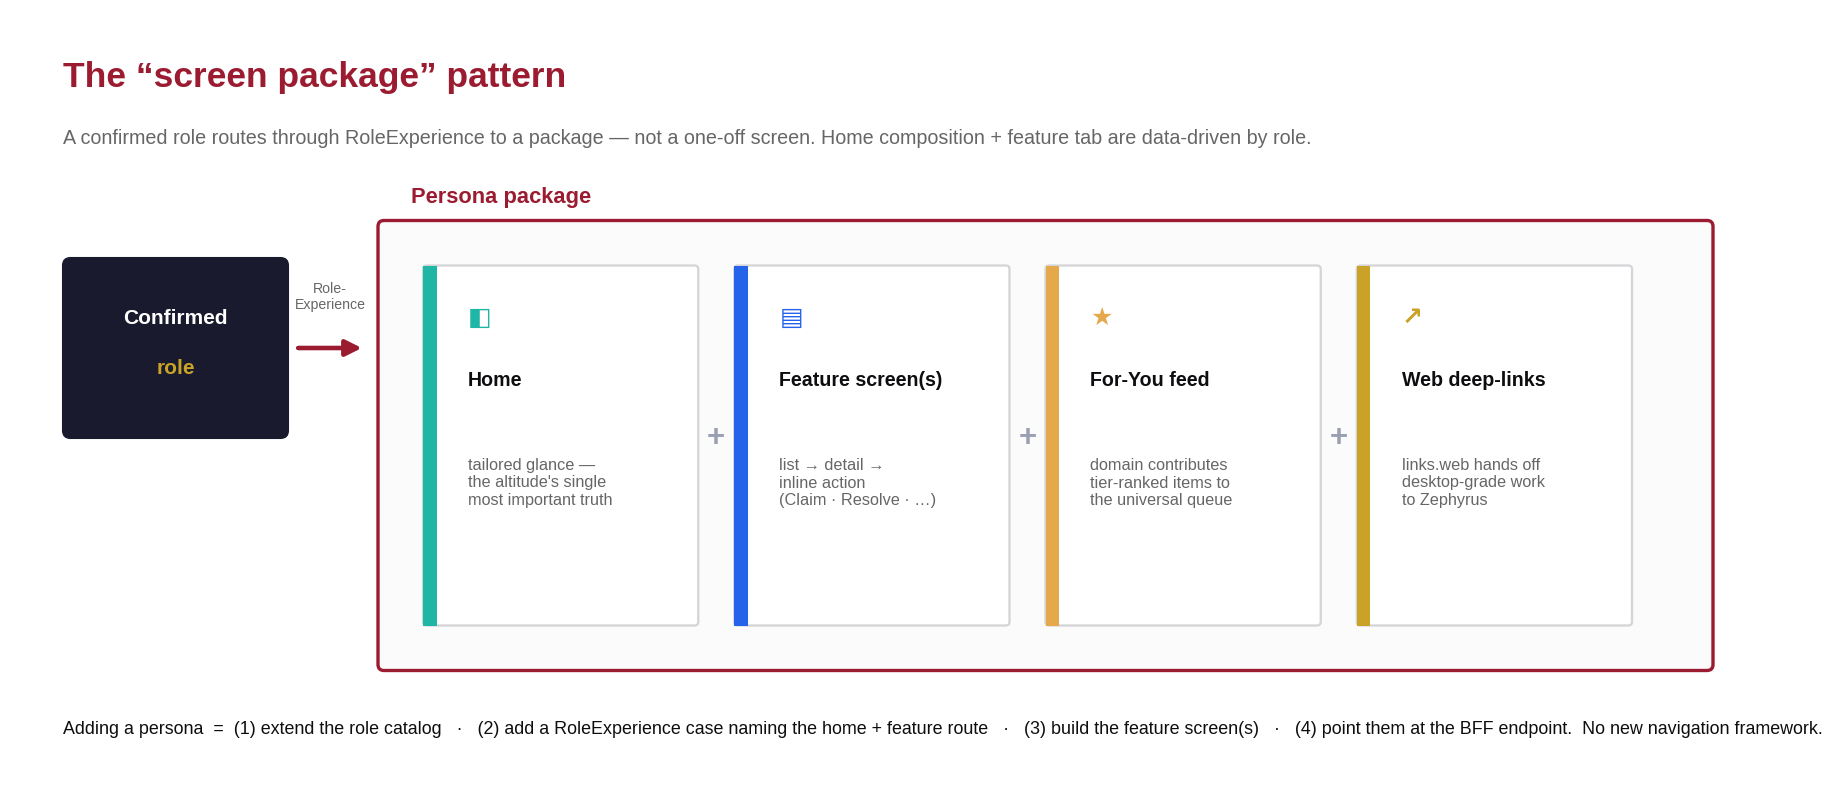 The “screen package” pattern
A confirmed role routes through RoleExperience to a package — not a one-off screen. Home composition + feature tab are data-driven by role.
Persona package
Confirmed
role
Role-
Experience
◧
Home
tailored glance —
the altitude's single
most important truth
+
▤
Feature screen(s)
list → detail →
inline action
(Claim · Resolve · …)
+
★
For-You feed
domain contributes
tier-ranked items to
the universal queue
+
↗
Web deep-links
links.web hands off
desktop-grade work
to Zephyrus
Adding a persona = (1) extend the role catalog · (2) add a RoleExperience case naming the home + feature route · (3) build the feature screen(s) · (4) point them at the BFF endpoint. No new navigation framework.